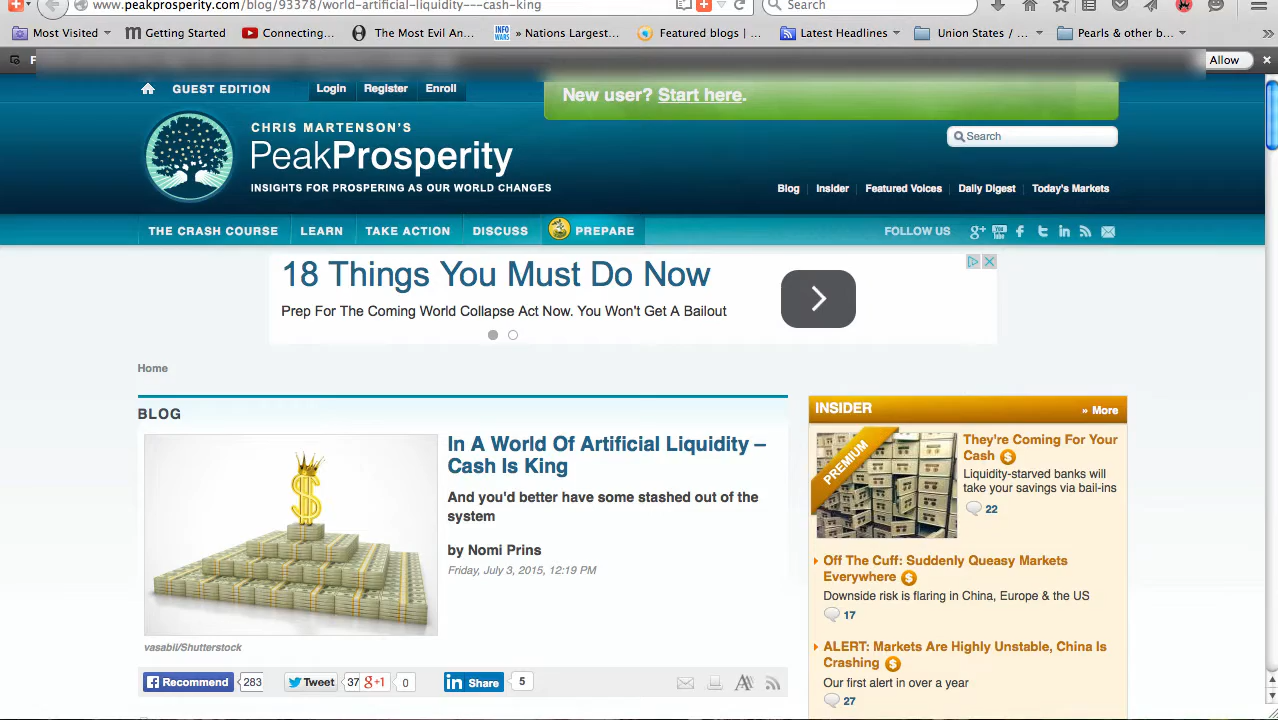 www.peakprosperity.com/blog/93378/world-artificial-liquidity---cash-king
Search
Most Visited
Getting Started
Connecting...
The Most Evil An...
INFO WARS » Nations Largest...
Featured blogs | ...
Latest Headlines
Union States / ...
Pearls & other b...
Allow
GUEST EDITION
Login
Register
Enroll
New user? Start here.
CHRIS MARTENSON'S
PeakProsperity
INSIGHTS FOR PROSPERING AS OUR WORLD CHANGES
Search
Blog
Insider
Featured Voices
Daily Digest
Today's Markets
THE CRASH COURSE
LEARN
TAKE ACTION
DISCUSS
PREPARE
FOLLOW US
18 Things You Must Do Now
Prep For The Coming World Collapse Act Now. You Won't Get A Bailout
Home
BLOG
In A World Of Artificial Liquidity –
Cash Is King
And you'd better have some stashed out of the
system
by Nomi Prins
Friday, July 3, 2015, 12:19 PM
vasabii/Shutterstock
Recommend 283
Tweet 37
g+1 0
in Share 5
INSIDER
» More
PREMIUM
They're Coming For Your
Cash
Liquidity-starved banks will
take your savings via bail-ins
22
Off The Cuff: Suddenly Queasy Markets
Everywhere
Downside risk is flaring in China, Europe & the US
17
ALERT: Markets Are Highly Unstable, China Is
Crashing
Our first alert in over a year
27